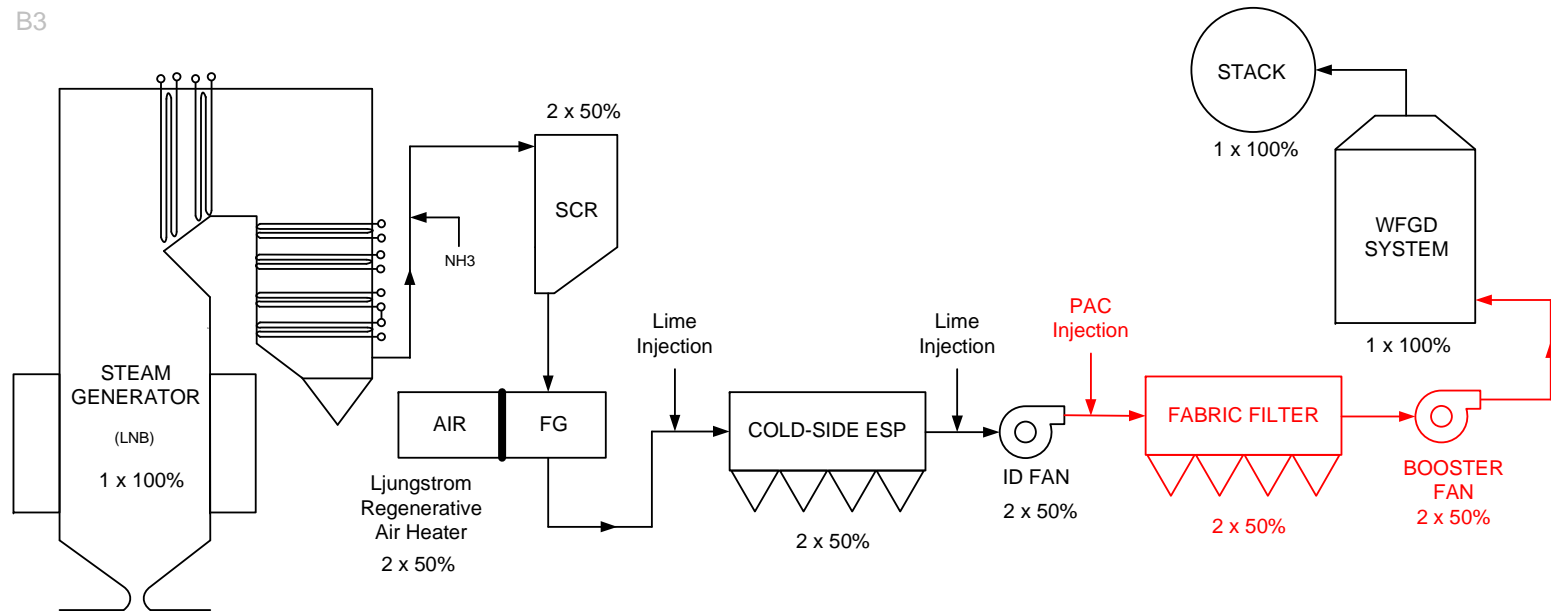 B3
STACK
1 x 100%
2 x 50%
SCR
NH3
WFGD
SYSTEM
1 x 100%
STEAM
GENERATOR
(LNB)
1 x 100%
AIR
FG
Ljungstrom
Regenerative
Air Heater
2 x 50%
Lime
Injection
COLD-SIDE ESP
2 x 50%
Lime
Injection
ID FAN
2 x 50%
PAC
Injection
FABRIC FILTER
2 x 50%
BOOSTER
FAN
2 x 50%